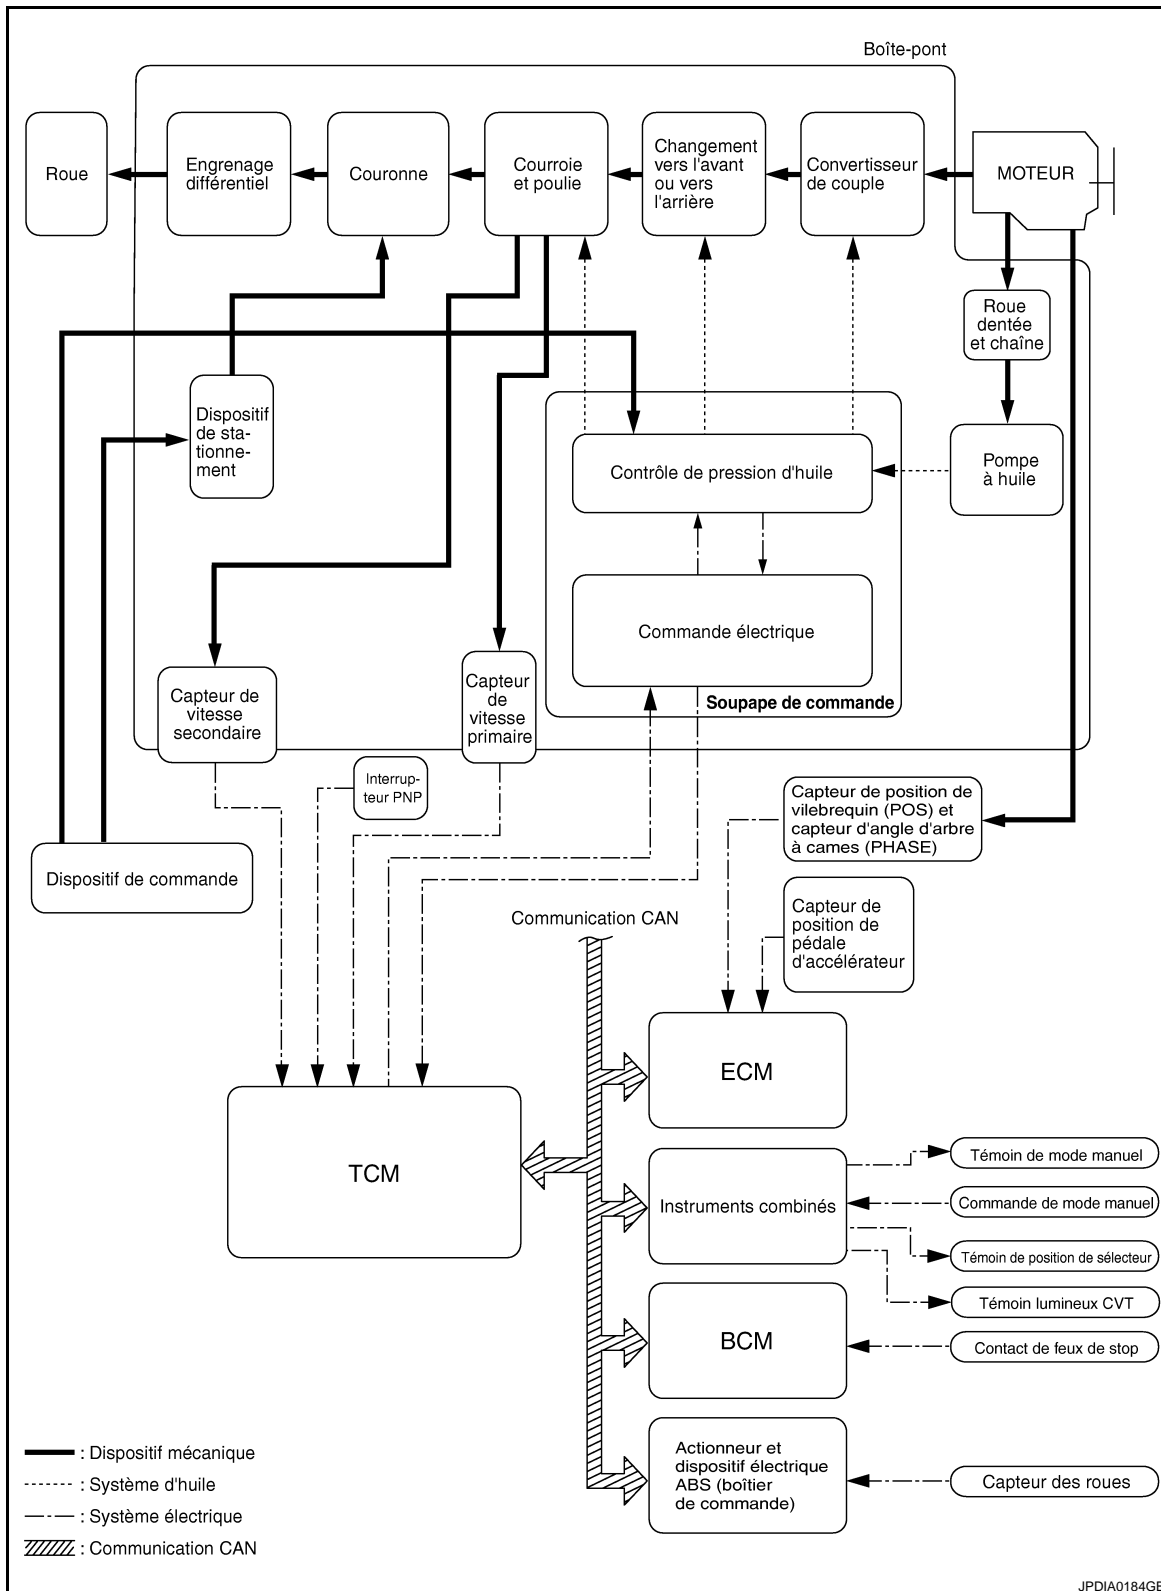 Boîte-pont
Roue
Engrenage
différentiel
Couronne
Courroie
et poulie
Changement
vers l'avant
ou vers
l'arrière
Convertisseur
de couple
MOTEUR
Roue
dentée
et chaîne
Dispositif
de sta-
tionne-
ment
Contrôle de pression d'huile
Pompe
à huile
Commande électrique
Soupape de commande
Capteur de
vitesse
secondaire
Capteur
de
vitesse
primaire
Interrup-
teur PNP
Capteur de position de
vilebrequin (POS) et
capteur d'angle d'arbre
à cames (PHASE)
Dispositif de commande
Communication CAN
Capteur de
position de
pédale
d'accélérateur
ECM
TCM
Instruments combinés
Témoin de mode manuel
Commande de mode manuel
Témoin de position de sélecteur
Témoin lumineux CVT
BCM
Contact de feux de stop
Actionneur et
dispositif électrique
ABS (boîtier
de commande)
Capteur des roues
: Dispositif mécanique
: Système d'huile
: Système électrique
: Communication CAN